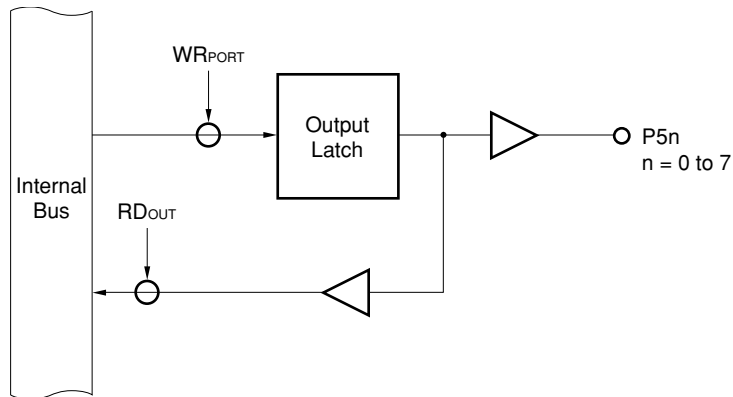 WRPORT
Output
Latch
P5n
n = 0 to 7
Internal
Bus
RDOUT